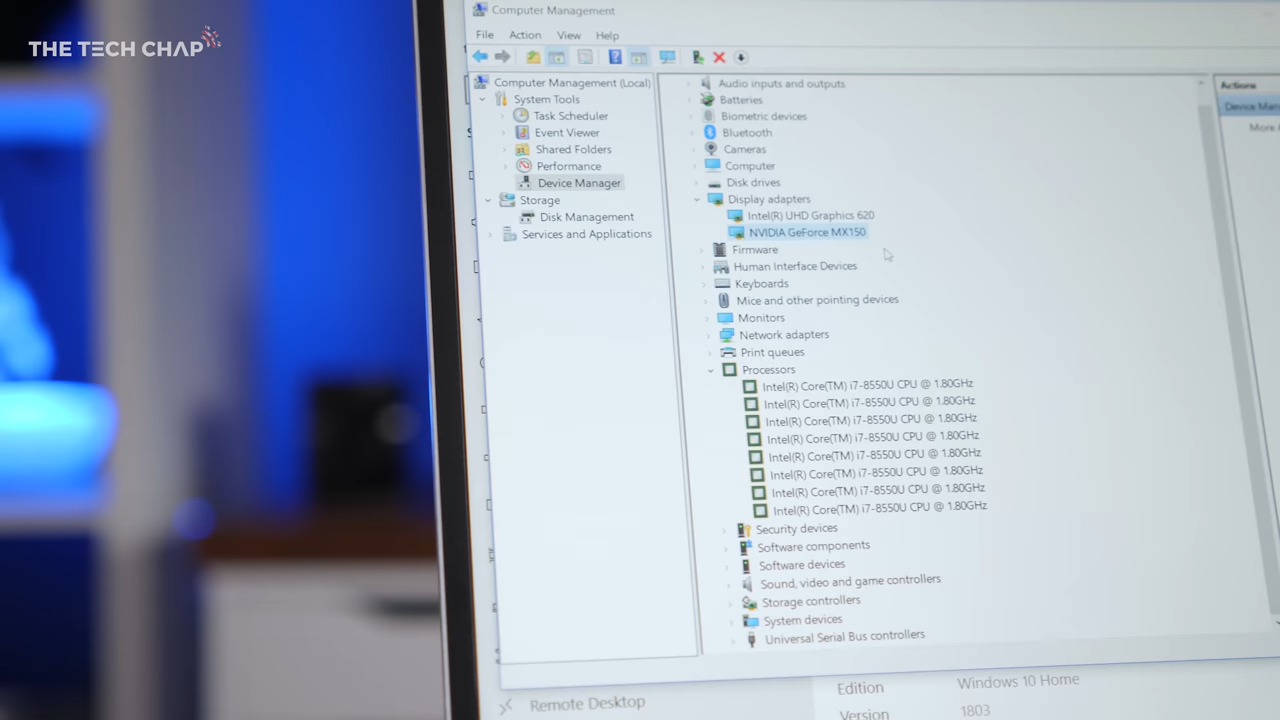 THE TECH CHAP
Computer Management
File Action View Help
Computer Management (Local)
System Tools
Task Scheduler
Event Viewer
Shared Folders
Performance
Device Manager
Storage
Disk Management
Services and Applications
Audio inputs and outputs
Batteries
Biometric devices
Bluetooth
Cameras
Computer
Disk drives
Display adapters
Intel(R) UHD Graphics 620
NVIDIA GeForce MX150
Firmware
Human Interface Devices
Keyboards
Mice and other pointing devices
Monitors
Network adapters
Print queues
Processors
Intel(R) Core(TM) i7-8550U CPU @ 1.80GHz
Intel(R) Core(TM) i7-8550U CPU @ 1.80GHz
Intel(R) Core(TM) i7-8550U CPU @ 1.80GHz
Intel(R) Core(TM) i7-8550U CPU @ 1.80GHz
Intel(R) Core(TM) i7-8550U CPU @ 1.80GHz
Intel(R) Core(TM) i7-8550U CPU @ 1.80GHz
Intel(R) Core(TM) i7-8550U CPU @ 1.80GHz
Intel(R) Core(TM) i7-8550U CPU @ 1.80GHz
Security devices
Software components
Software devices
Sound, video and game controllers
Storage controllers
System devices
Universal Serial Bus controllers
Actions
Device Man
More
Remote Desktop
Edition Windows 10 Home
Version 1803